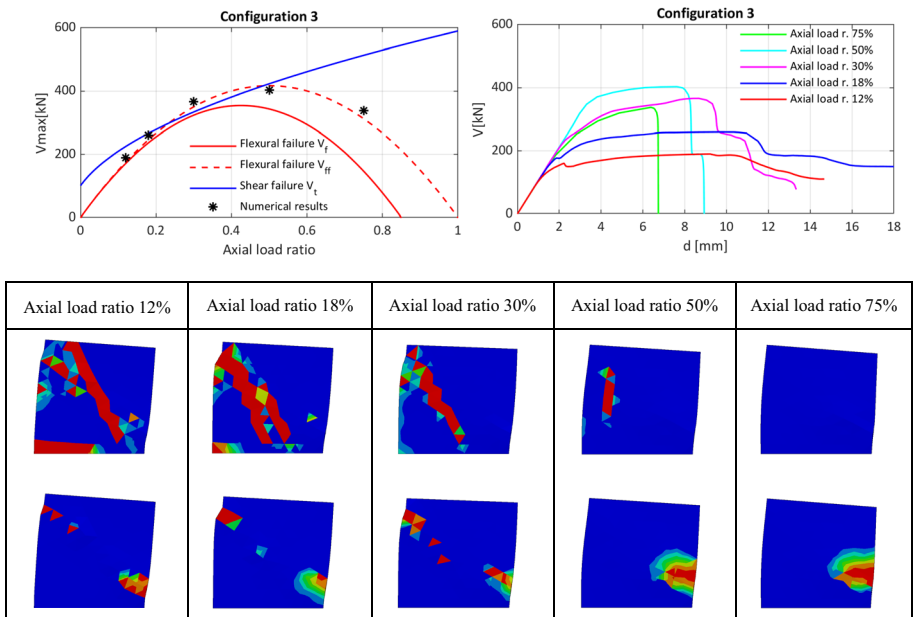 Configuration 3
600
400
200
0
Vmax[kN]
0
0.2
0.4
0.6
0.8
1
Axial load ratio
Flexural failure Vf
Flexural failure Vff
Shear failure Vt
Numerical results
Configuration 3
600
400
200
0
V[kN]
0
2
4
6
8
10
12
14
16
18
d [mm]
Axial load r. 75%
Axial load r. 50%
Axial load r. 30%
Axial load r. 18%
Axial load r. 12%
Axial load ratio 12%
Axial load ratio 18%
Axial load ratio 30%
Axial load ratio 50%
Axial load ratio 75%